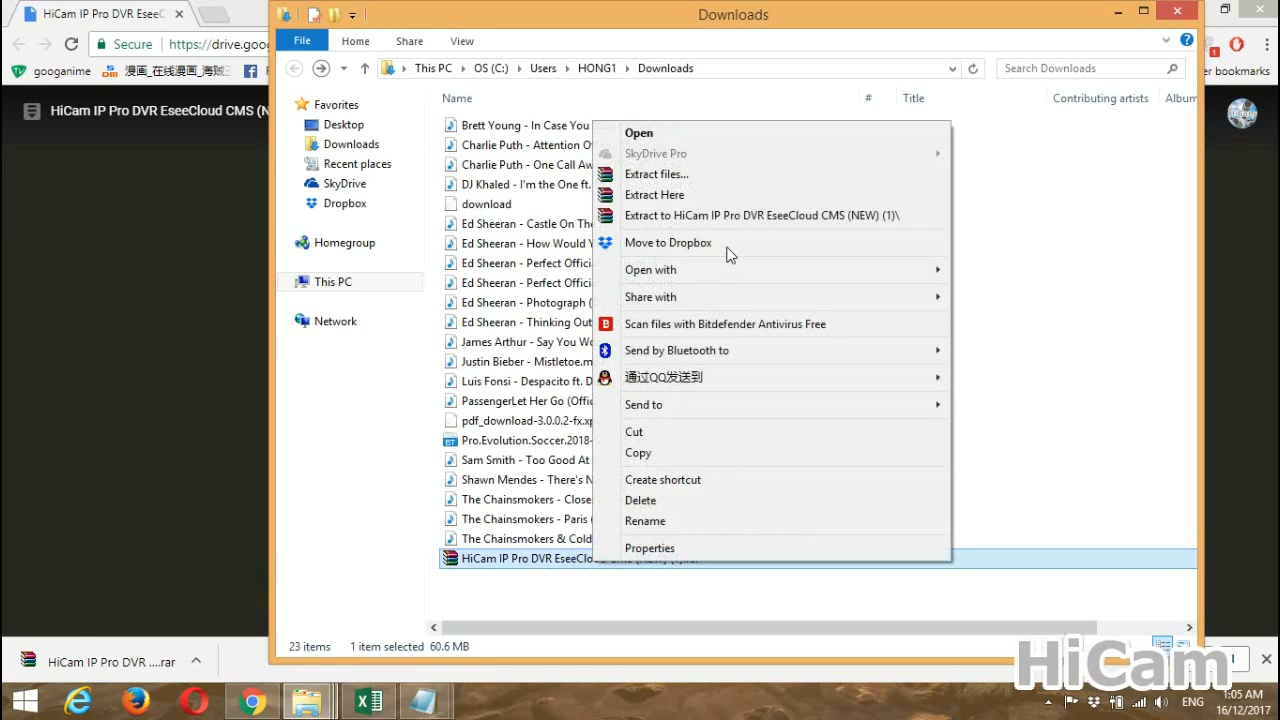 HiCam IP Pro DVR EseeC
Downloads
Secure
https://drive.goo
File
Home
Share
View
This PC
OS (C:)
Users
HONG1
Downloads
Search Downloads
googanime
漫画_在线漫画_海贼
er bookmarks
1
HiCam IP Pro DVR EseeCloud CMS (N
Name
#
Title
Contributing artists
Album
Favorites
Desktop
Downloads
Recent places
SkyDrive
Dropbox
Homegroup
This PC
Network
Brett Young - In Case You
Charlie Puth - Attention
Charlie Puth - One Call Aw
DJ Khaled - I'm the One ft.
download
Ed Sheeran - Castle On The
Ed Sheeran - How Would Y
Ed Sheeran - Perfect Offici
Ed Sheeran - Perfect Offici
Ed Sheeran - Photograph (
Ed Sheeran - Thinking Out
James Arthur - Say You Wo
Justin Bieber - Mistletoe.m
Luis Fonsi - Despacito ft. D
PassengerLet Her Go (Offic
pdf_download-3.0.0.2-fx.xp
Pro.Evolution.Soccer.2018-
Sam Smith - Too Good At
Shawn Mendes - There's N
The Chainsmokers - Close
The Chainsmokers - Paris (
The Chainsmokers & Cold
HiCam IP Pro DVR EseeClo
Open
SkyDrive Pro
Extract files...
Extract Here
Extract to HiCam IP Pro DVR EseeCloud CMS (NEW) (1)\
Move to Dropbox
Open with
Share with
Scan files with Bitdefender Antivirus Free
Send by Bluetooth to
通过QQ发送到
Send to
Cut
Copy
Create shortcut
Delete
Rename
Properties
23 items
1 item selected 60.6 MB
HiCam IP Pro DVR ....rar
HiCam
ENG
1:05 AM
16/12/2017